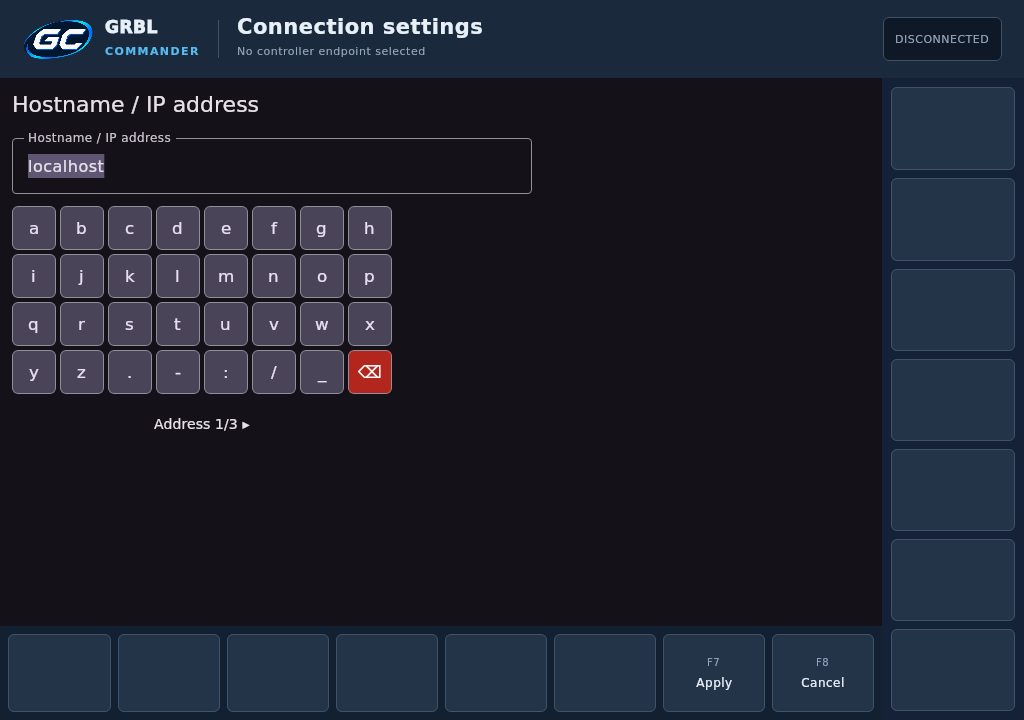 GC
GRBL
COMMANDER
Connection settings
No controller endpoint selected
DISCONNECTED
Hostname / IP address
Hostname / IP address
localhost
a b c d e f g h
i j k l m n o p
q r s t u v w x
y z . - : / _ ⌫
Address 1/3 ▸
F7
Apply
F8
Cancel